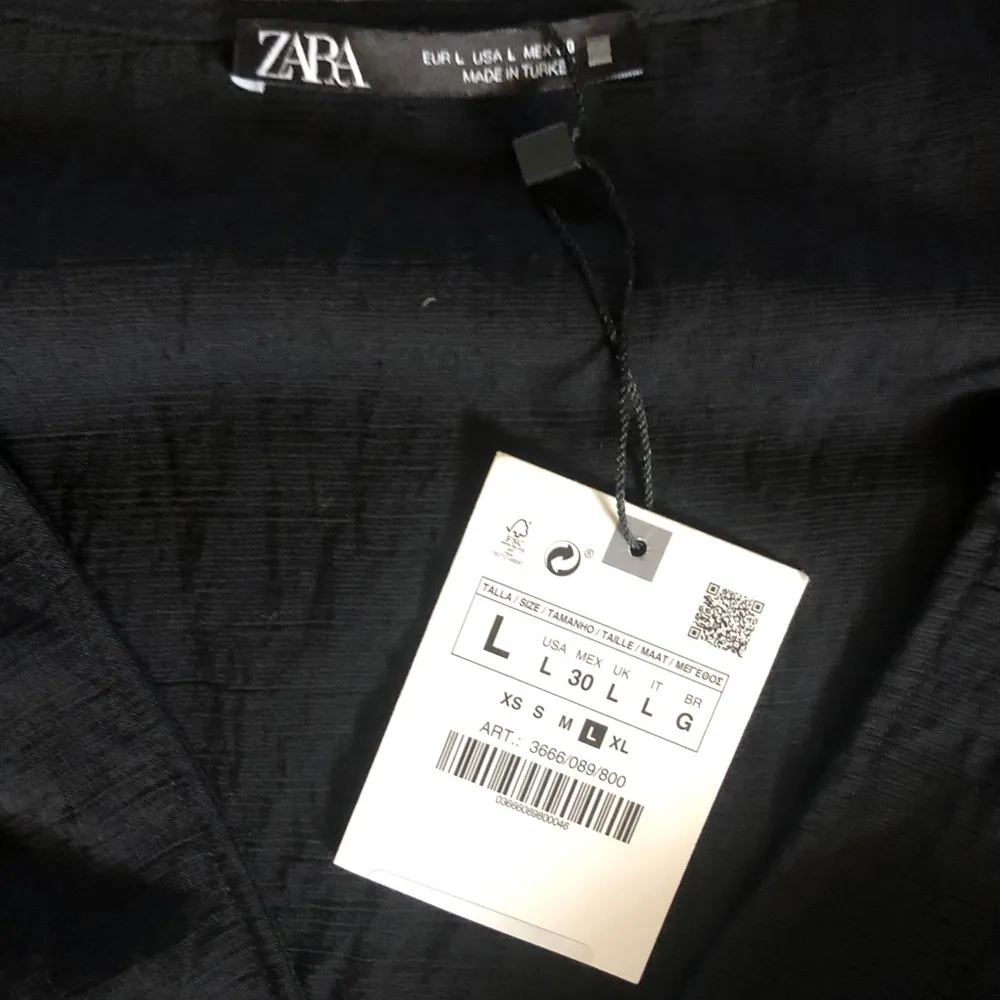 ZARA
EUR L USA L MEX
MADE IN TURKE
TALLA / SIZE / TAMANHO / TAILLE / MAAT / ΜΕΓΕΘΟΣ
L
USA MEX UK IT BR
L 30 L L G
XS S M L XL
ART.: 3666/089/800
03666089800046